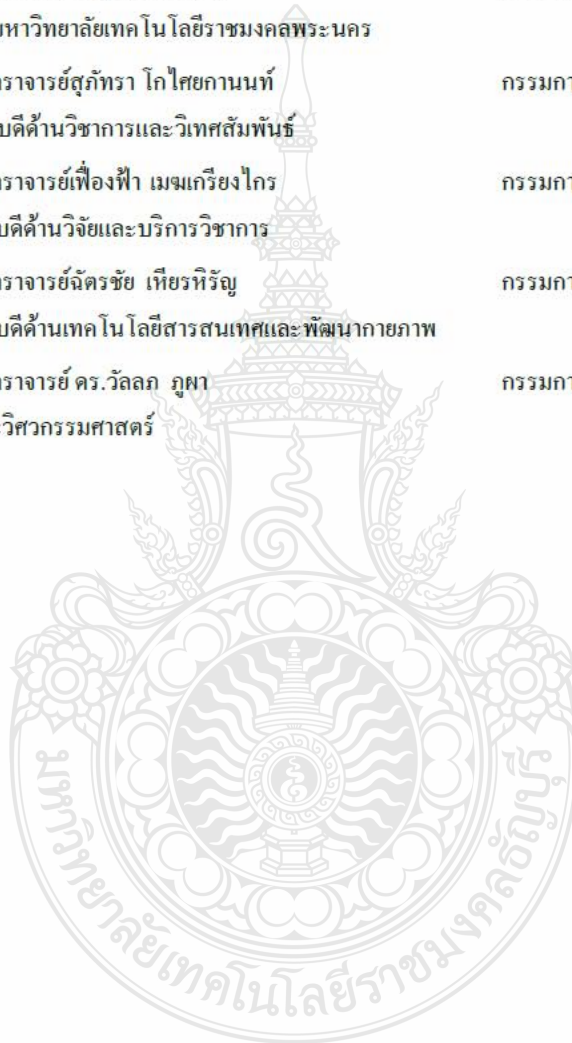 มหาวิทยาลัยเทคโนโลยีราชมงคลพระนคร
ราจารย์สุภัทรา โกไศยกานนท์ กรรมกา
บดีด้านวิชาการและวิเทศสัมพันธ์
ราจารย์เฟื่องฟ้า เมฆเกรียงไกร กรรมกา
บดีด้านวิจัยและบริการวิชาการ
ราจารย์ฉัตรชัย เธียรหิรัญ กรรมกา
บดีด้านเทคโนโลยีสารสนเทศและพัฒนากายภาพ
ราจารย์ ดร.วัลลภ ภูผา กรรมกา
ะวิศวกรรมศาสตร์
มหาวิทยาลัยเทคโนโลยีราชมงคลธัญบุรี